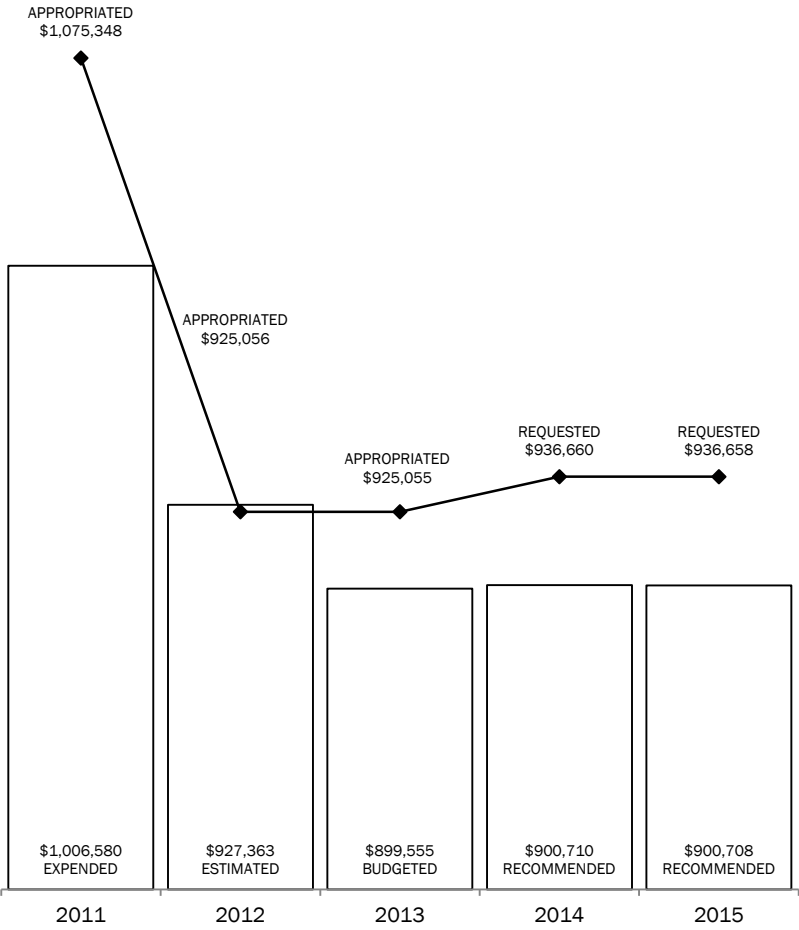 APPROPRIATED
$1,075,348
APPROPRIATED
$925,056
APPROPRIATED
$925,055
REQUESTED
$936,660
REQUESTED
$936,658
$1,006,580
EXPENDED
$927,363
ESTIMATED
$899,555
BUDGETED
$900,710
RECOMMENDED
$900,708
RECOMMENDED
2011
2012
2013
2014
2015